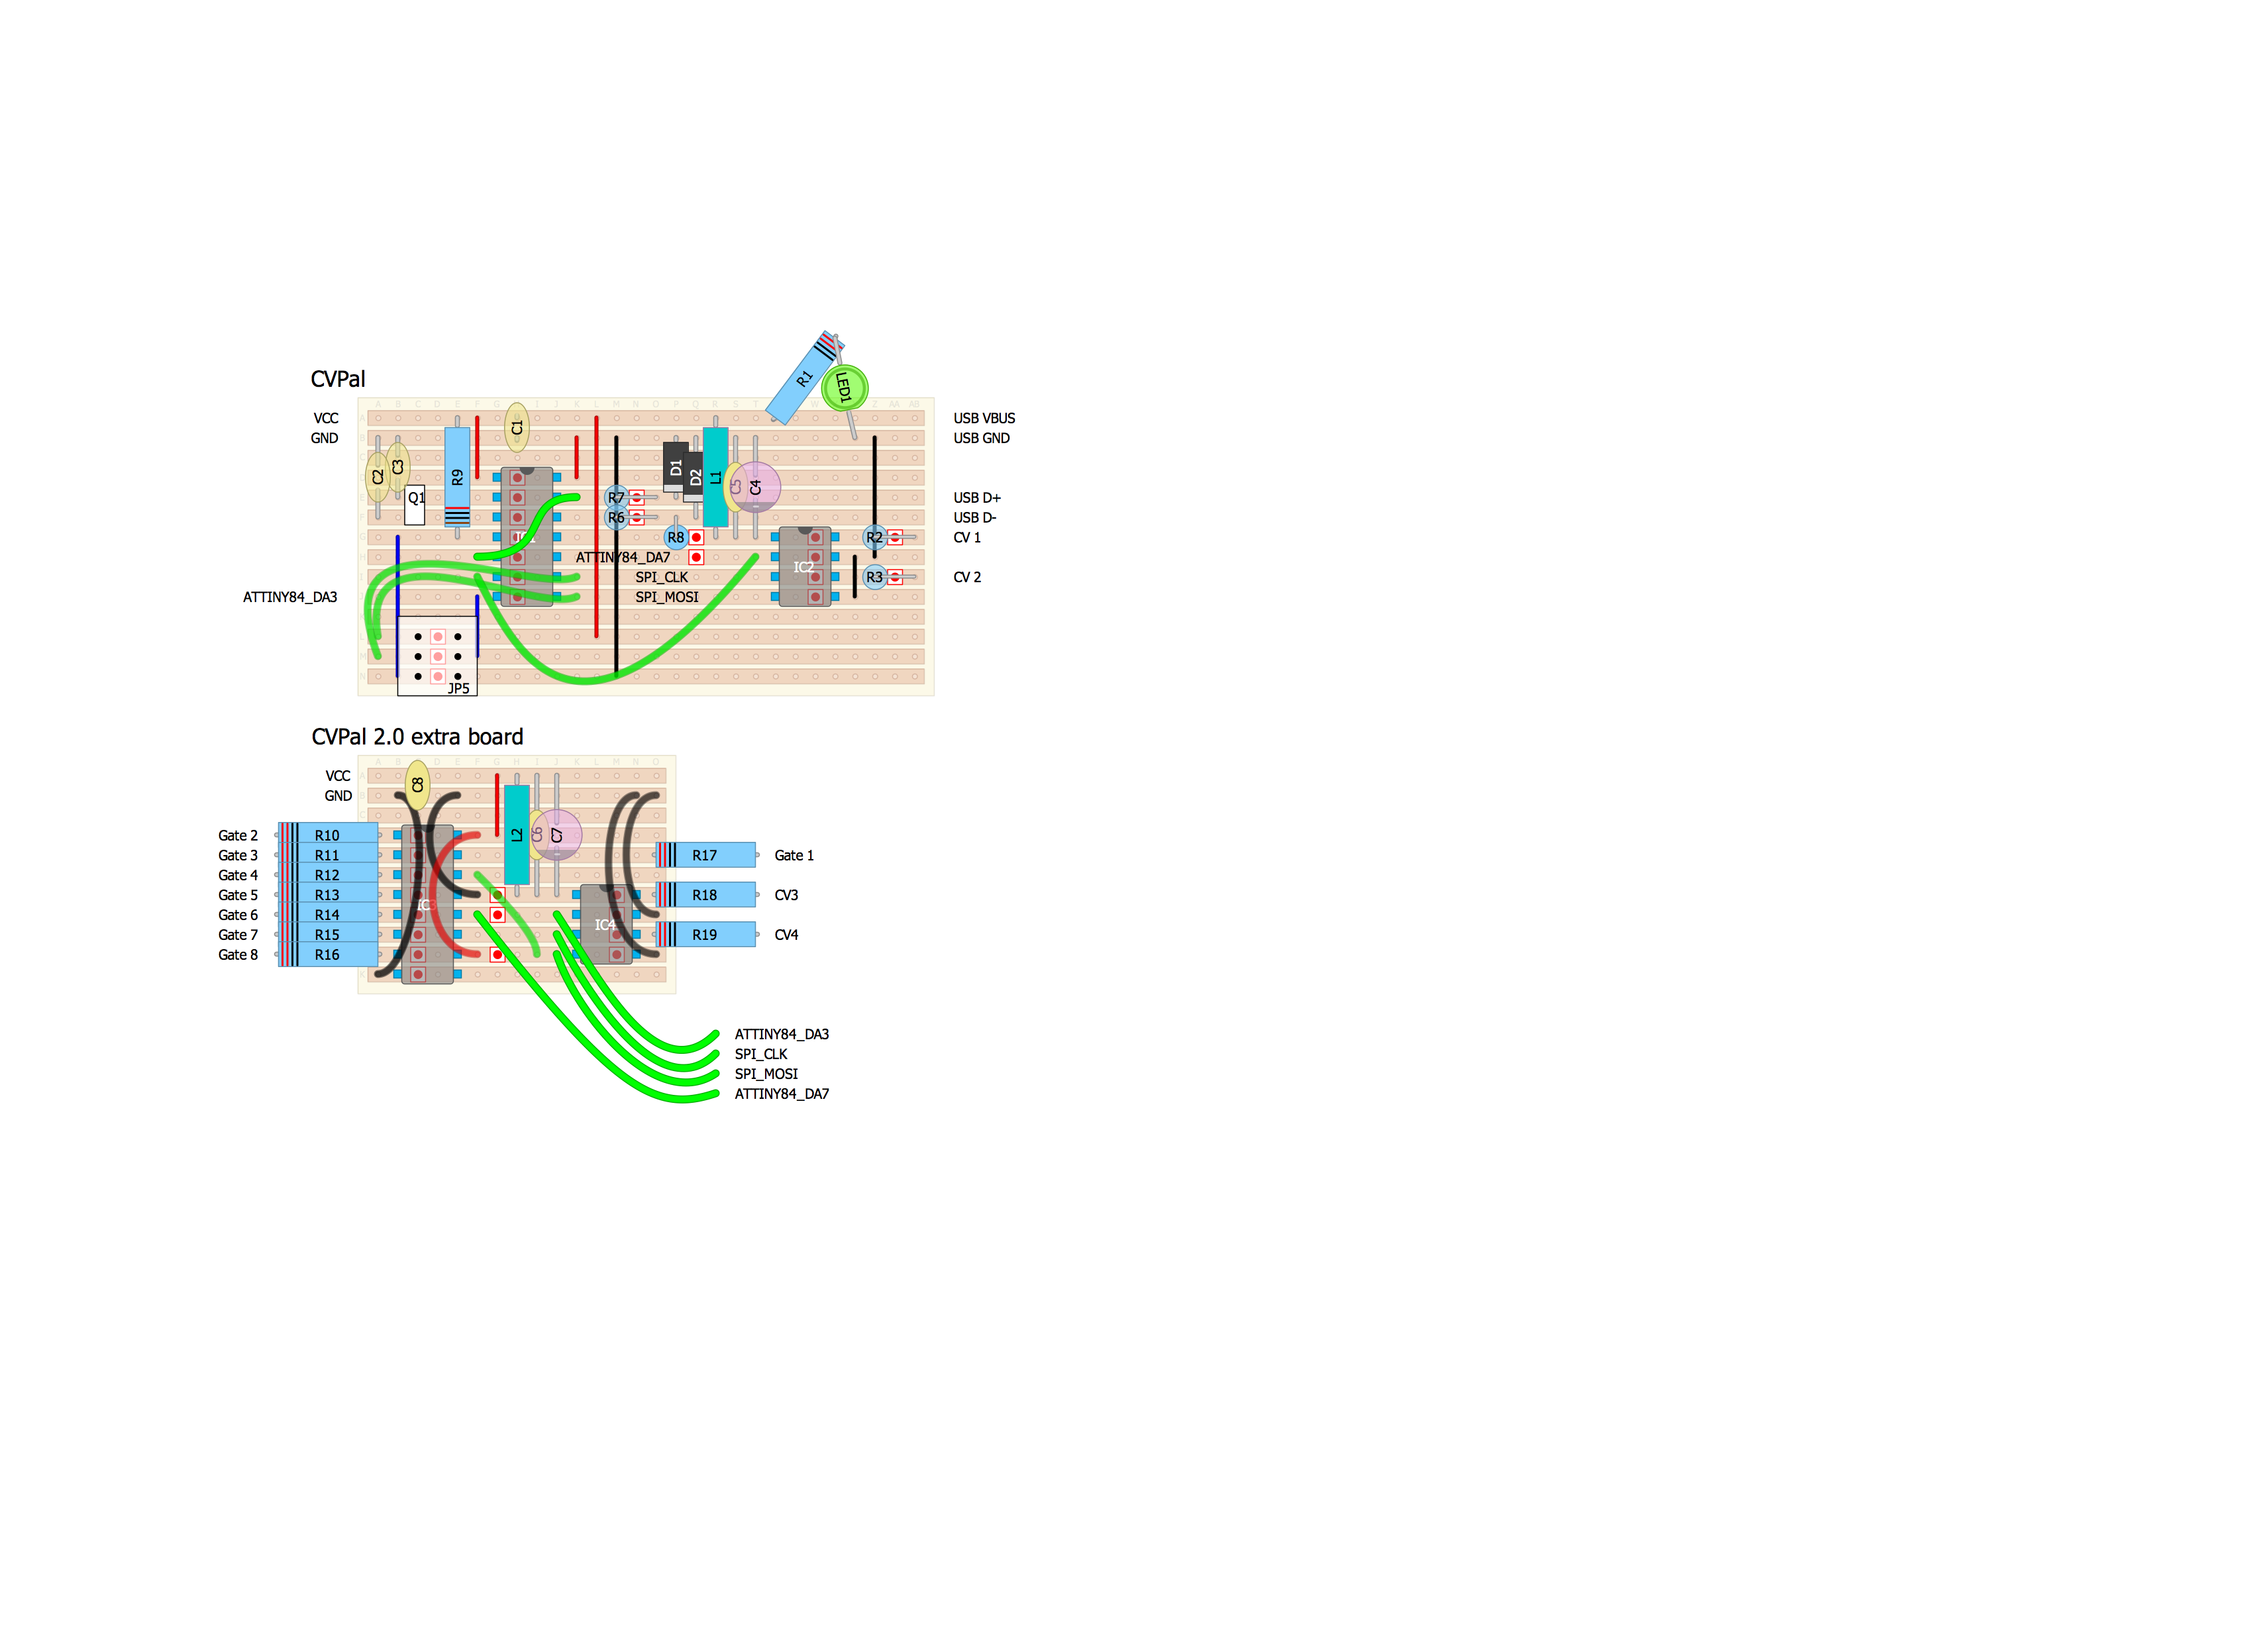 R1
LED1
CVPal
VCC
C1
USB VBUS
GND
USB GND
C2
C3
R9
D1
D2
L1
C5
C4
Q1
R7
USB D+
R6
USB D-
R8
R2
CV 1
ATTINY84_DA7
IC2
SPI_CLK
R3
CV 2
ATTINY84_DA3
SPI_MOSI
JP5
CVPal 2.0 extra board
VCC
C8
GND
Gate 2
R10
L2
C6
C7
Gate 3
R11
R17
Gate 1
Gate 4
R12
Gate 5
R13
R18
CV3
Gate 6
R14
IC4
Gate 7
R15
R19
CV4
Gate 8
R16
ATTINY84_DA3
SPI_CLK
SPI_MOSI
ATTINY84_DA7